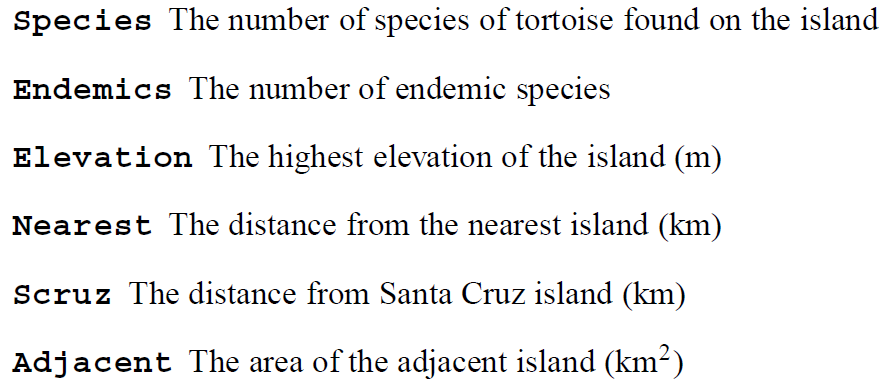 Species The number of species of tortoise found on the island
Endemics The number of endemic species
Elevation The highest elevation of the island (m)
Nearest The distance from the nearest island (km)
Scruz The distance from Santa Cruz island (km)
Adjacent The area of the adjacent island (km²)